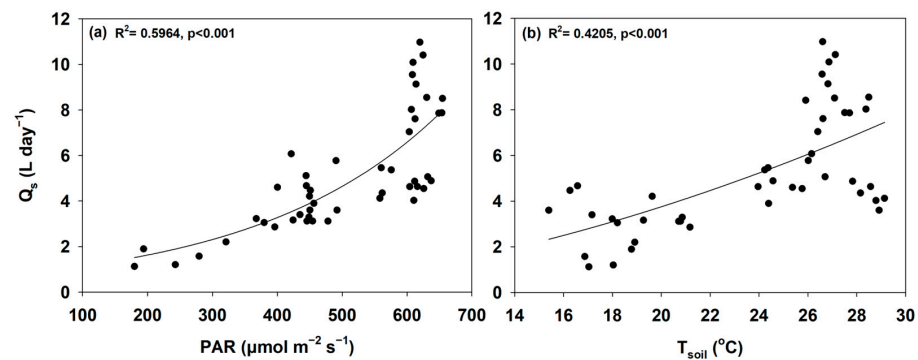 (a) R² = 0.5964, p<0.001
(b) R² = 0.4205, p<0.001
12
10
8
6
4
2
0
Qs (L day⁻¹)
100 200 300 400 500 600 700
PAR (µmol m⁻² s⁻¹)
12
10
8
6
4
2
0
14 16 18 20 22 24 26 28 30
Tsoil (°C)